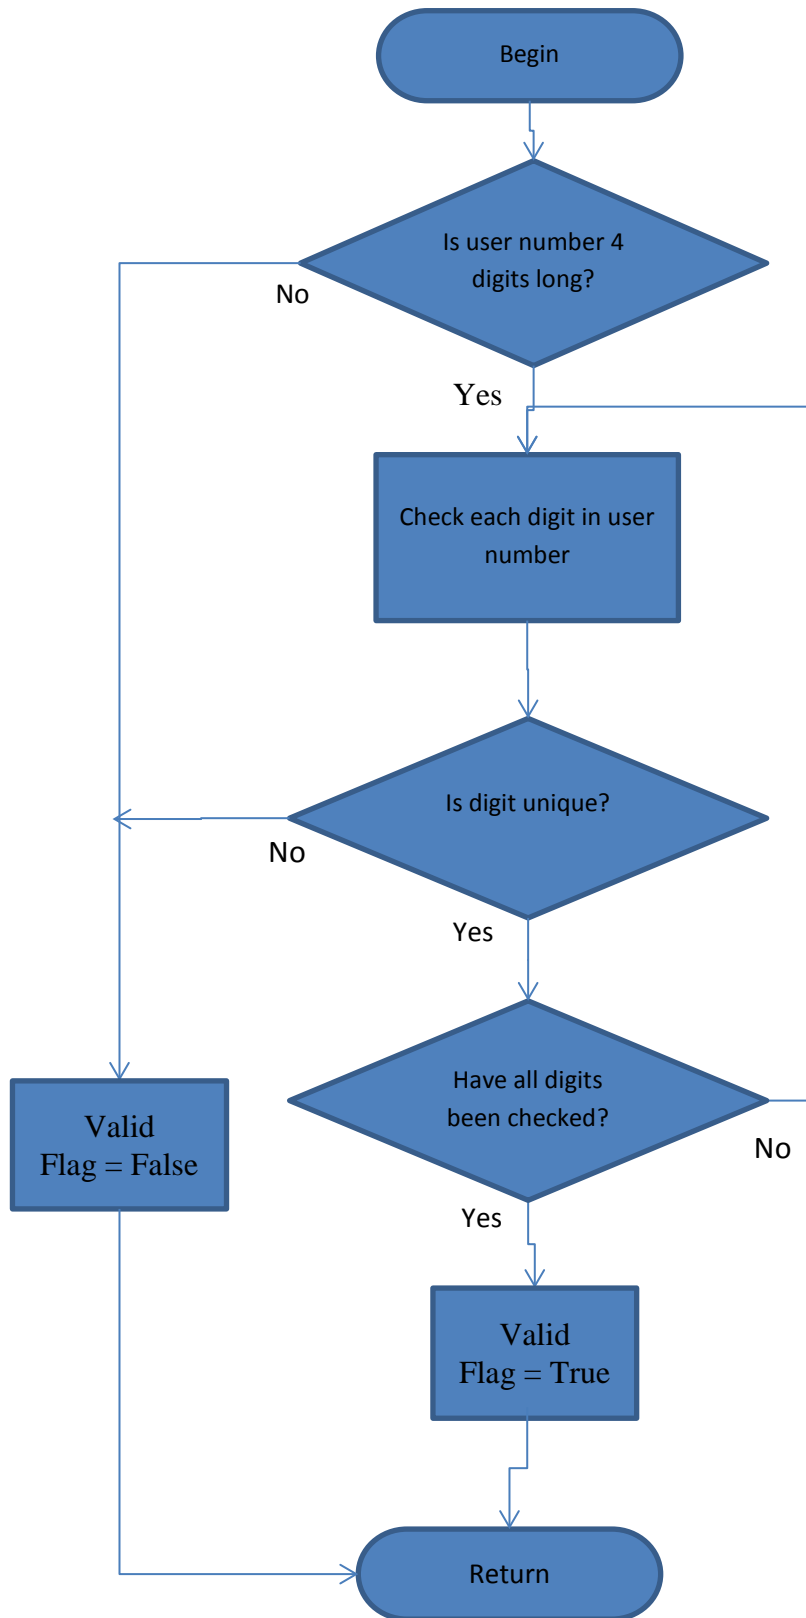 Begin
Is user number 4
digits long?
No
Yes
Check each digit in user
number
Is digit unique?
No
Yes
Have all digits
been checked?
No
Valid
Flag = False
Yes
Valid
Flag = True
Return